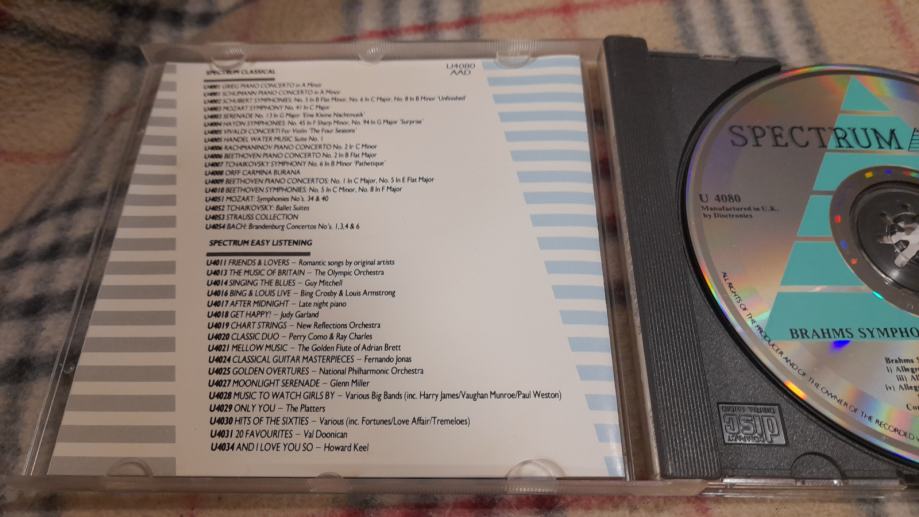 SPECTRUM CLASSICAL
U4001 GRIEG PIANO CONCERTO in A Minor
U4001 SCHUMANN PIANO CONCERTO in A Minor
U4002 SCHUBERT SYMPHONIES: No. 5 In B Flat Minor, No. 6 In C Major, No. 8 In B Minor 'Unfinished'
U4003 MOZART SYMPHONY No. 41 In C Major
U4003 SERENADE No. 13 In G Major 'Eine Kleine Nachtmusik'
U4004 HAYDN SYMPHONIES: No. 45 In F Sharp Minor, No. 94 In G Major 'Surprise'
U4005 VIVALDI CONCERTI For Violin 'The Four Seasons'
U4005 HANDEL WATER MUSIC Suite No. 1
U4006 RACHMANINOV PIANO CONCERTO No. 2 In C Minor
U4006 BEETHOVEN PIANO CONCERTO No. 2 In B Flat Major
U4007 TCHAIKOVSKY SYMPHONY No. 6 In B Minor 'Pathetique'
U4008 ORFF CARMINA BURANA
U4009 BEETHOVEN PIANO CONCERTOS: No. 1 In C Major, No. 5 In E Flat Major
U4010 BEETHOVEN SYMPHONIES: No. 5 In C Minor, No. 8 In F Major
U4051 MOZART: Symphonies No's. 34 & 40
U4052 TCHAIKOVSKY: Ballet Suites
U4053 STRAUSS COLLECTION
U4054 BACH: Brandenburg Concertos No's. 1,3,4 & 6
SPECTRUM EASY LISTENING
U4011 FRIENDS & LOVERS – Romantic songs by original artists
U4013 THE MUSIC OF BRITAIN – The Olympic Orchestra
U4014 SINGING THE BLUES – Guy Mitchell
U4016 BING & LOUIS LIVE – Bing Crosby & Louis Armstrong
U4017 AFTER MIDNIGHT – Late night piano
U4018 GET HAPPY! – Judy Garland
U4019 CHART STRINGS – New Reflections Orchestra
U4020 CLASSIC DUO – Perry Como & Ray Charles
U4021 MELLOW MUSIC – The Golden Flute of Adrian Brett
U4024 CLASSICAL GUITAR MASTERPIECES – Fernando Jonas
U4025 GOLDEN OVERTURES – National Philharmonic Orchestra
U4027 MOONLIGHT SERENADE – Glenn Miller
U4028 MUSIC TO WATCH GIRLS BY – Various Big Bands (inc. Harry James/Vaughan Munroe/Paul Weston)
U4029 ONLY YOU – The Platters
U4030 HITS OF THE SIXTIES – Various (inc. Fortunes/Love Affair/Tremeloes)
U4031 20 FAVOURITES – Val Doonican
U4034 AND I LOVE YOU SO – Howard Keel
U4080
AAD
SPECTRUM
U 4080
Manufactured in U.K.
by Disctronics
BRAHMS SYMPHO
Brahms S
i) Allegr
iii) Alle
iv) Alleg
ALL RIGHTS OF THE PRODUCER AND OF THE OWNER OF THE RECORDED
COMPACT
disc
DIGITAL AUDIO